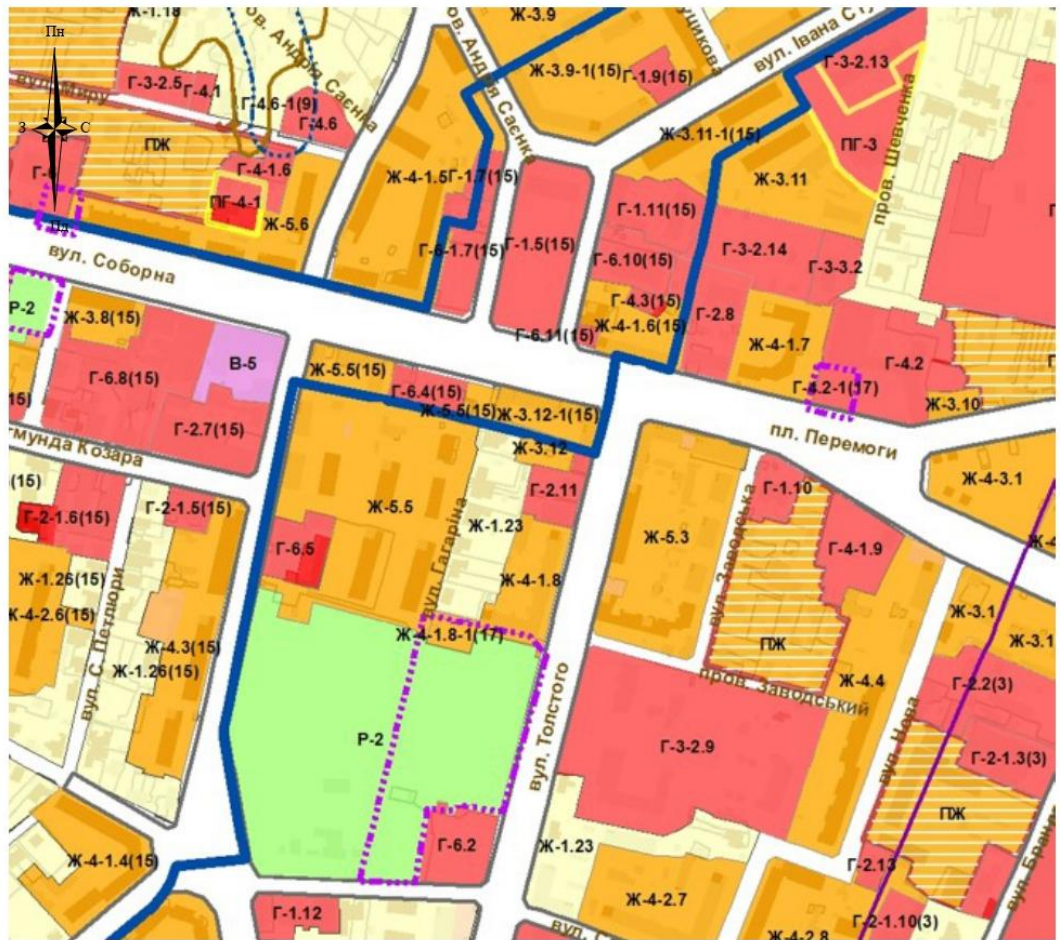 Ж-1.18
Ж-3.9
вул. Івана Ст
Пн
ов. Андрія Саєнка
Ж-3.9-1(15)
Г-1.9(15)
Г-3-2.13
Г-3-2.5
Г-4.1
вул. Миру
Г-4.6-1(9)
Г-4.6
ов. Андрія Саєнка
Ж-3.11-1(15)
З
С
ПЖ
ПГ-3
пров. Шевченка
Г-4-1.6
Ж-4-1.5
Г-1.7(15)
Ж-3.11
ПГ-4-1
Пд
Ж-5.6
Г-1.11(15)
Г-6-1.7(15)
Г-1.5(15)
Г-3-2.14
вул. Соборна
Г-6.10(15)
Г-3-3.2
Р-2
Ж-3.8(15)
Г-4.3(15)
Г-2.8
Ж-4-1.6(15)
Г-6.11(15)
Ж-4-1.7
Г-4.2
В-5
Г-6.8(15)
Ж-5.5(15)
Г-6.4(15)
Г-4.2-1(17)
15)
Ж-5.5(15)
Ж-3.12-1(15)
Ж-3.10
Г-2.7(15)
пл. Перемоги
мунда Козара
Ж-3.12
(15)
Ж-4-3.1
Г-2.11
Г-1.10
Г-2-1.5(15)
Г-2-1.6(15)
Ж-5.5
Ж-1.23
Ж-5.3
вул. Заводська
Г-4-1.9
Г-6.5
вул. Гагаріна
Ж-4-1.8
Ж-1.26(15)
Ж-4-2.6(15)
Ж-3.1
Ж-4-1.8-1(17)
Ж-3.1
вул. С. Петлюри
Ж-4.3(15)
ПЖ
Ж-1.26(15)
пров. Заводський
Ж-4.4
Г-2.2(3)
Р-2
вул. Толстого
Г-3-2.9
вул. Нова
Г-2-1.3(3)
ПЖ
Г-6.2
Ж-1.23
Ж-4-1.4(15)
Г-2.13
Ж-4-2.7
Г-1.12
Г-2-1.10(3)
Ж-4-2.8